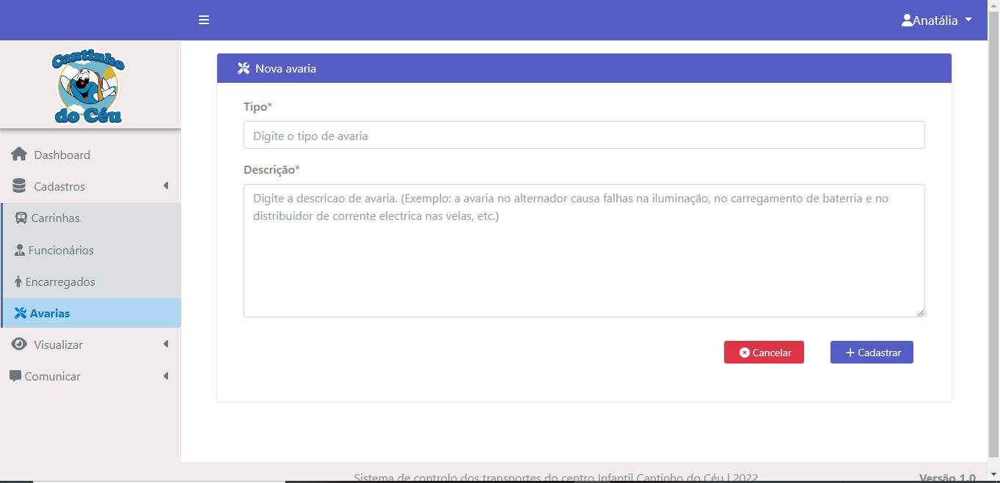 Anatália
Cantinho
do Céu
Dashboard
Cadastros
Carrinhas
Funcionários
Encarregados
Avarias
Visualizar
Comunicar
Nova avaria
Tipo*
Digite o tipo de avaria
Descrição*
Digite a descricao de avaria. (Exemplo: a avaria no alternador causa falhas na iluminação, no carregamento de baterria e no
distribuidor de corrente electrica nas velas, etc.)
Cancelar
Cadastrar
Sistema de controlo dos transportes do centro Infantil Cantinho do Céu | 2022
Versão 1.0